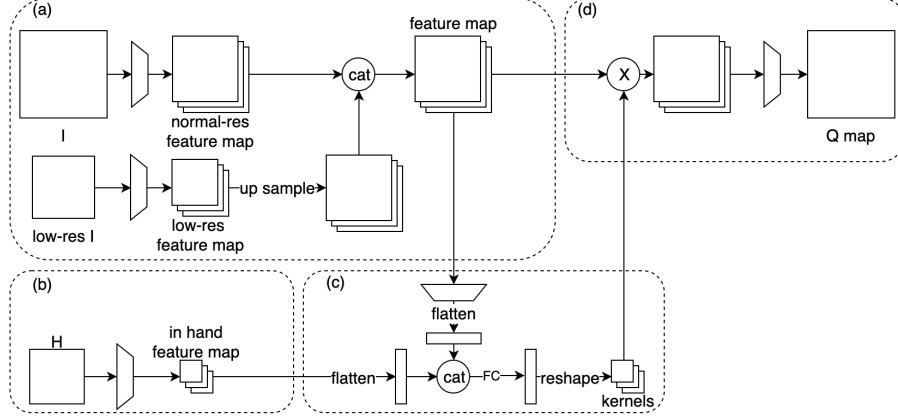 (a)
I
normal-res
feature map
cat
feature map
low-res I
low-res
feature map
up sample
(d)
X
Q map
(b)
H
in hand
feature map
(c)
flatten
flatten
cat
FC
reshape
kernels